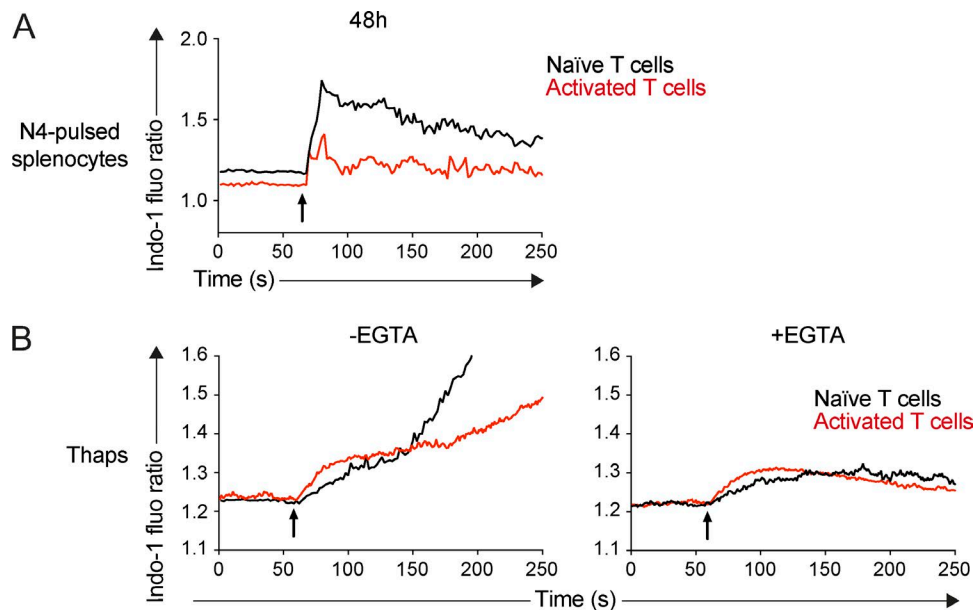 A
48h
2.0
1.5
1.0
Indo-1 fluo ratio
N4-pulsed
splenocytes
Naïve T cells
Activated T cells
0 50 100 150 200 250
Time (s)
B
-EGTA
+EGTA
1.6
1.5
1.4
1.3
1.2
1.1
Indo-1 fluo ratio
Thaps
0 50 100 150 200 250
1.6
1.5
1.4
1.3
1.2
1.1
Naïve T cells
Activated T cells
0 50 100 150 200 250
Time (s)